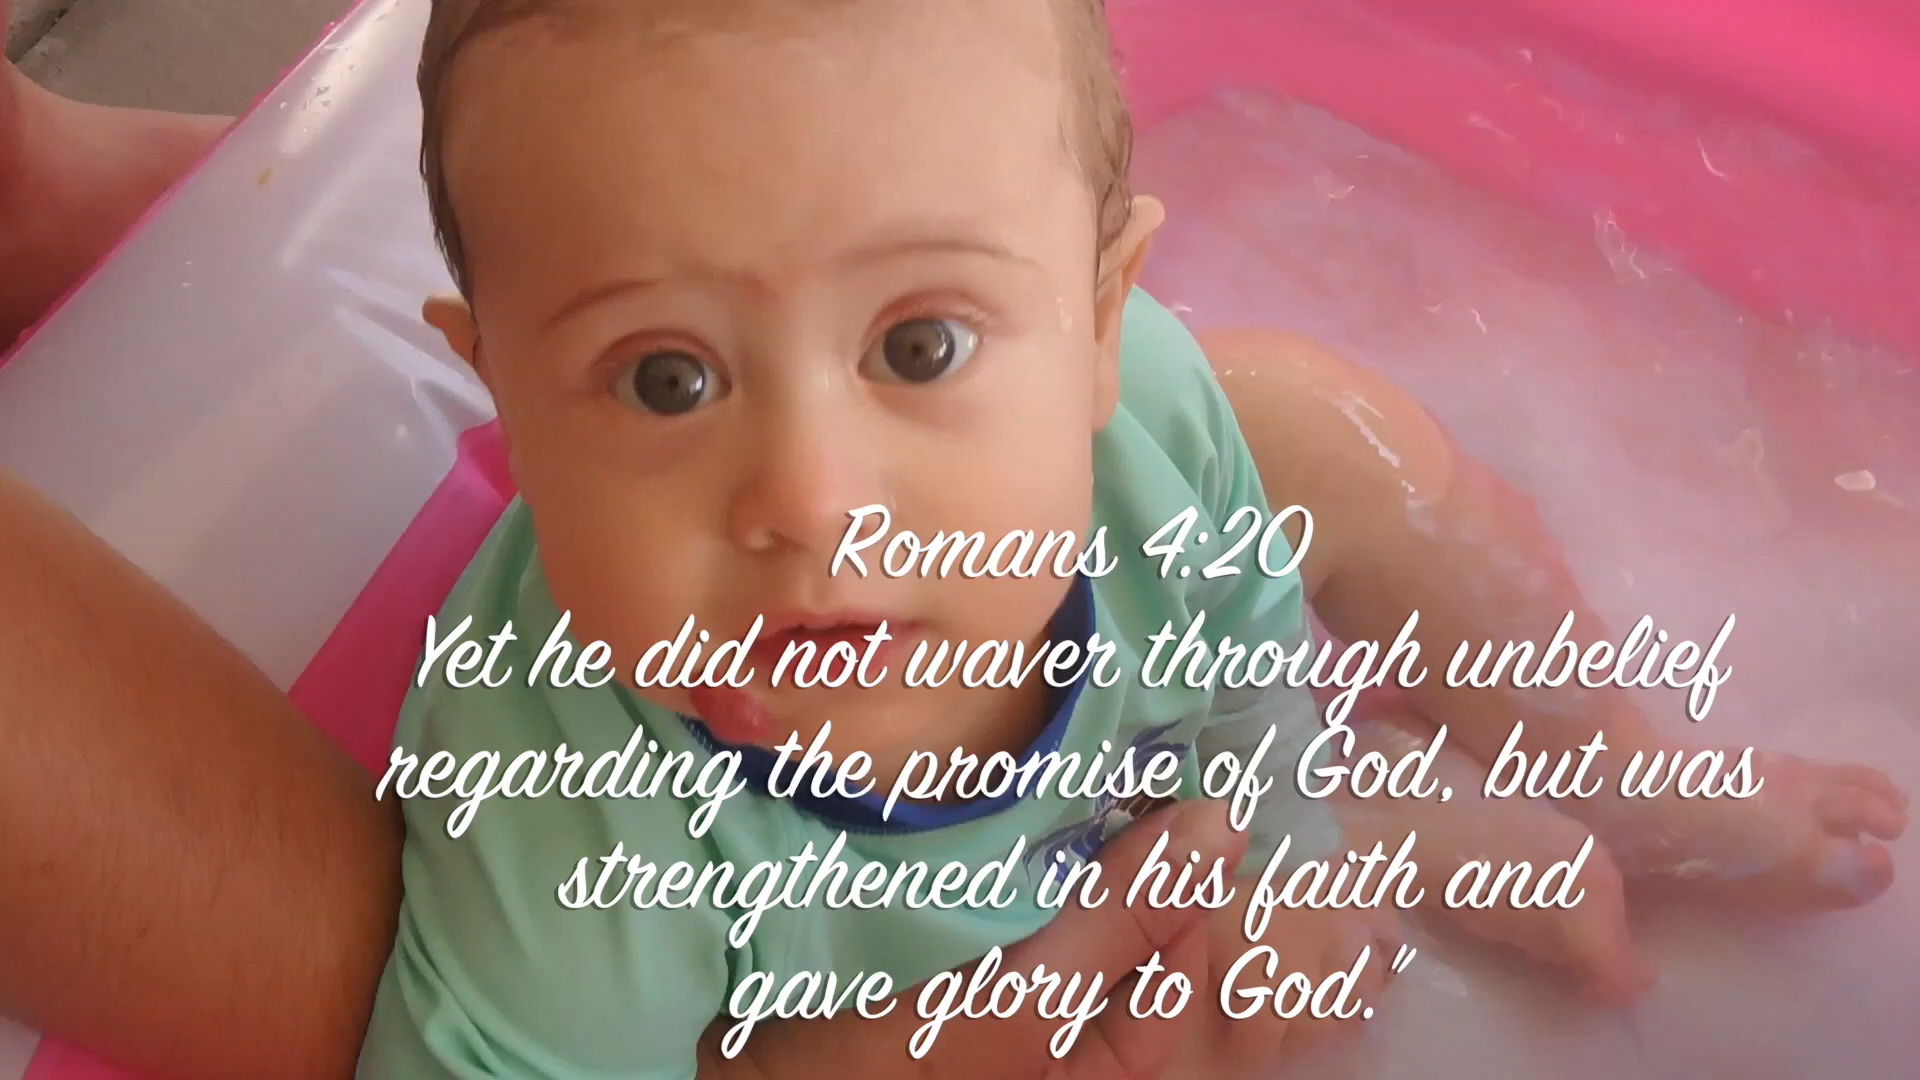 Romans 4:20
Yet he did not waver through unbelief
regarding the promise of God, but was
strengthened in his faith and
gave glory to God."